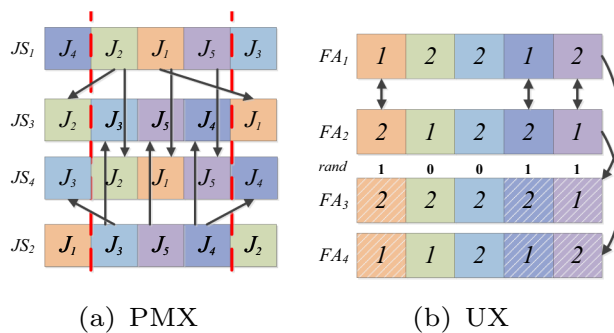 JS1 J4 J2 J1 J5 J3
JS3 J2 J3 J5 J4 J1
JS4 J3 J2 J1 J5 J4
JS2 J1 J3 J5 J4 J2
(a) PMX
FA1 1 2 2 1 2
FA2 2 1 2 2 1
rand 1 0 0 1 1
FA3 2 2 2 2 1
FA4 1 1 2 1 2
(b) UX